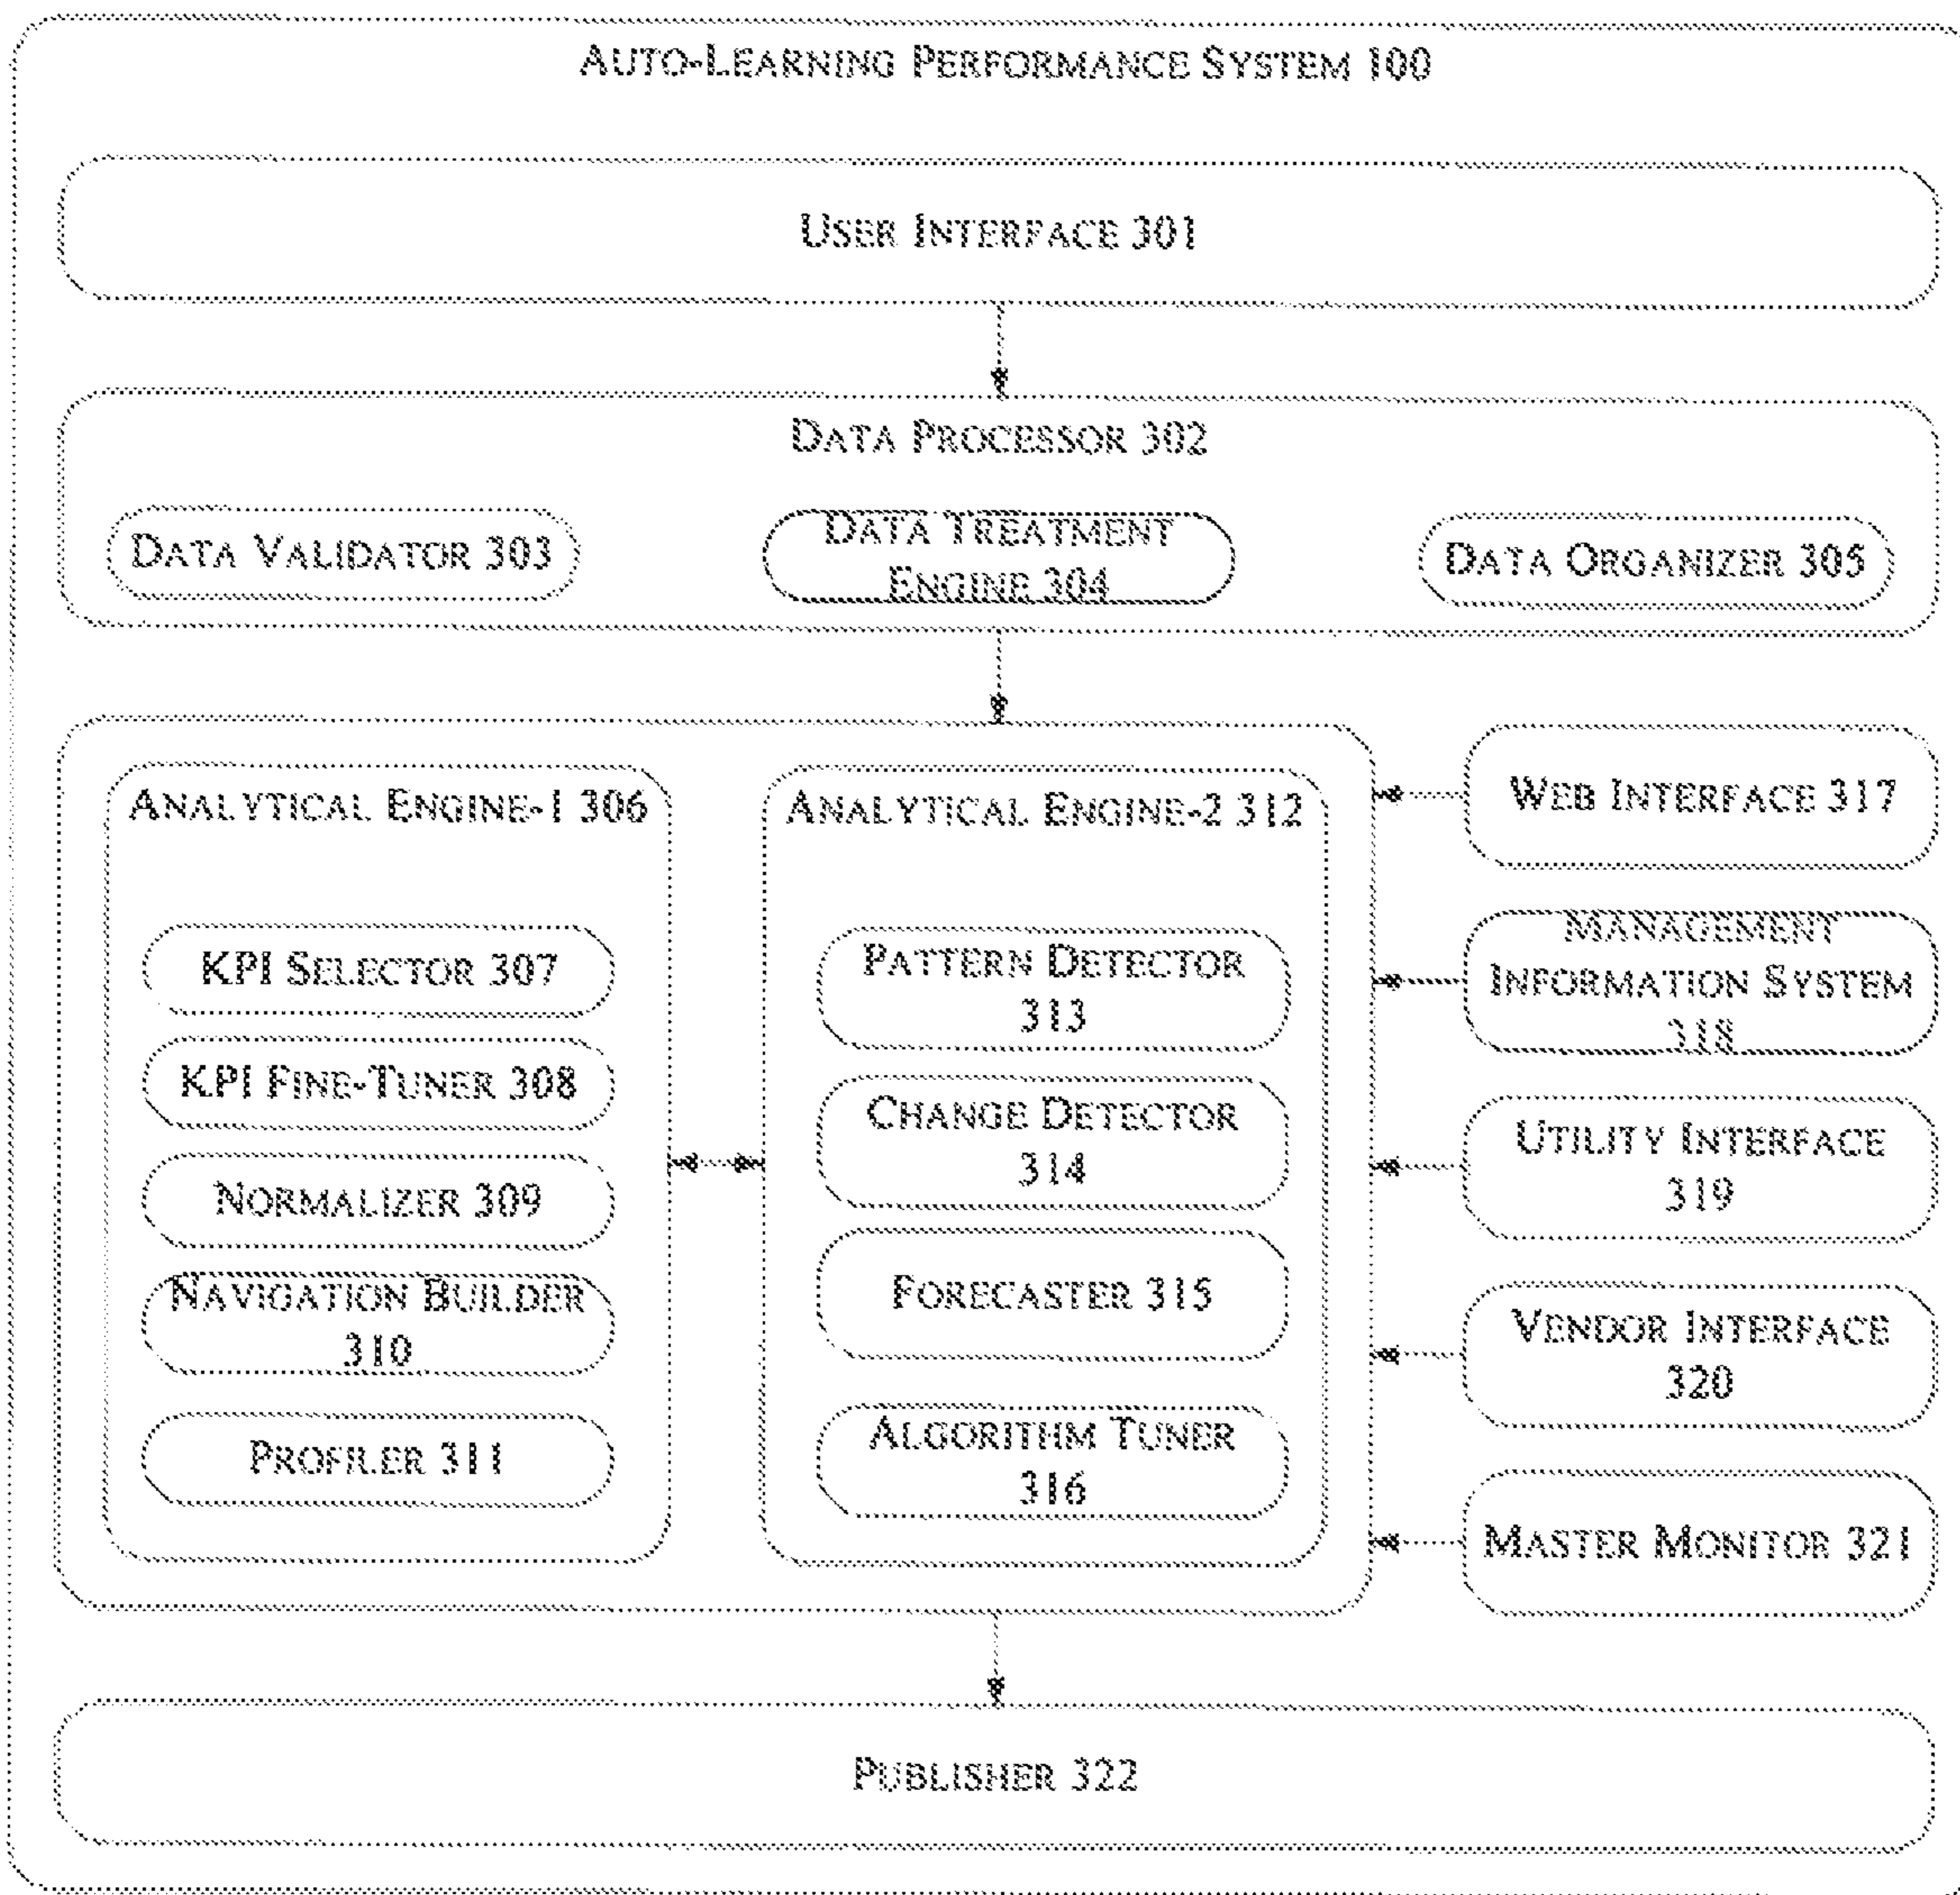 AUTO-LEARNING PERFORMANCE SYSTEM 100
USER INTERFACE 301
DATA PROCESSOR 302
DATA VALIDATOR 303
DATA TREATMENT
ENGINE 304
DATA ORGANIZER 305
ANALYTICAL ENGINE-1 306
KPI SELECTOR 307
KPI FINE-TUNER 308
NORMALIZER 309
NAVIGATION BUILDER
310
PROFILER 311
ANALYTICAL ENGINE-2 312
PATTERN DETECTOR
313
CHANGE DETECTOR
314
FORECASTER 315
ALGORITHM TUNER
316
WEB INTERFACE 317
MANAGEMENT
INFORMATION SYSTEM
318
UTILITY INTERFACE
319
VENDOR INTERFACE
320
MASTER MONITOR 321
PUBLISHER 322